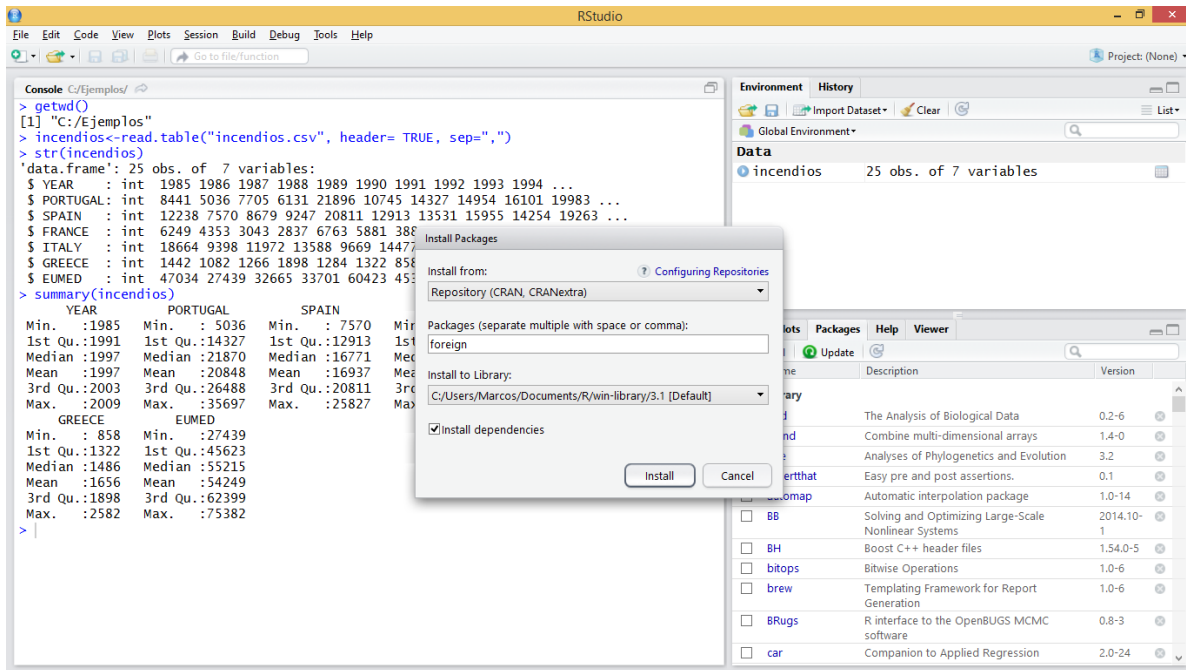 RStudio
File Edit Code View Plots Session Build Debug Tools Help
Go to file/function
Project: (None)
Console C:/Ejemplos/
> getwd()
[1] "C:/Ejemplos"
> incendios<-read.table("incendios.csv", header= TRUE, sep=",")
> str(incendios)
'data.frame': 25 obs. of 7 variables:
$ YEAR : int 1985 1986 1987 1988 1989 1990 1991 1992 1993 1994 ...
$ PORTUGAL: int 8441 5036 7705 6131 21896 10745 14327 14954 16101 19983 ...
$ SPAIN : int 12238 7570 8679 9247 20811 12913 13531 15955 14254 19263 ...
$ FRANCE : int 6249 4353 3043 2837 6763 5881 388
$ ITALY : int 18664 9398 11972 13588 9669 14477
$ GREECE : int 1442 1082 1266 1898 1284 1322 858
$ EUMED : int 47034 27439 32665 33701 60423 453
> summary(incendios)
YEAR PORTUGAL SPAIN
Min. :1985 Min. : 5036 Min. : 7570 Min
1st Qu.:1991 1st Qu.:14327 1st Qu.:12913 1st
Median :1997 Median :21870 Median :16771 Med
Mean :1997 Mean :20848 Mean :16937 Mea
3rd Qu.:2003 3rd Qu.:26488 3rd Qu.:20811 3rd
Max. :2009 Max. :35697 Max. :25827 Max
GREECE EUMED
Min. : 858 Min. :27439
1st Qu.:1322 1st Qu.:45623
Median :1486 Median :55215
Mean :1656 Mean :54249
3rd Qu.:1898 3rd Qu.:62399
Max. :2582 Max. :75382
>
Install Packages
Install from:
? Configuring Repositories
Repository (CRAN, CRANextra)
Packages (separate multiple with space or comma):
foreign
Install to Library:
C:/Users/Marcos/Documents/R/win-library/3.1 [Default]
Install dependencies
Install Cancel
Environment History
Import Dataset Clear List
Global Environment
Data
incendios 25 obs. of 7 variables
lots Packages Help Viewer
Update
me Description Version
rary
The Analysis of Biological Data 0.2-6
nd Combine multi-dimensional arrays 1.4-0
Analyses of Phylogenetics and Evolution 3.2
ertthat Easy pre and post assertions. 0.1
automap Automatic interpolation package 1.0-14
BB Solving and Optimizing Large-Scale Nonlinear Systems 2014.10-1
BH Boost C++ header files 1.54.0-5
bitops Bitwise Operations 1.0-6
brew Templating Framework for Report Generation 1.0-6
BRugs R interface to the OpenBUGS MCMC software 0.8-3
car Companion to Applied Regression 2.0-24